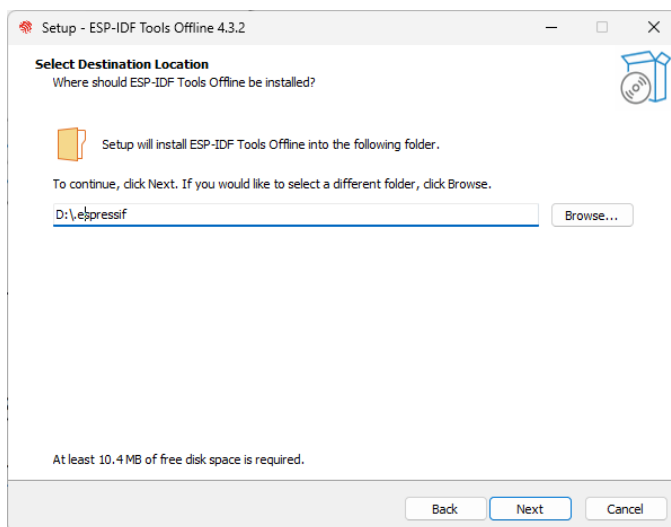 Setup - ESP-IDF Tools Offline 4.3.2
Select Destination Location
Where should ESP-IDF Tools Offline be installed?
Setup will install ESP-IDF Tools Offline into the following folder.
To continue, click Next. If you would like to select a different folder, click Browse.
D:\.espressif
Browse...
At least 10.4 MB of free disk space is required.
Back
Next
Cancel